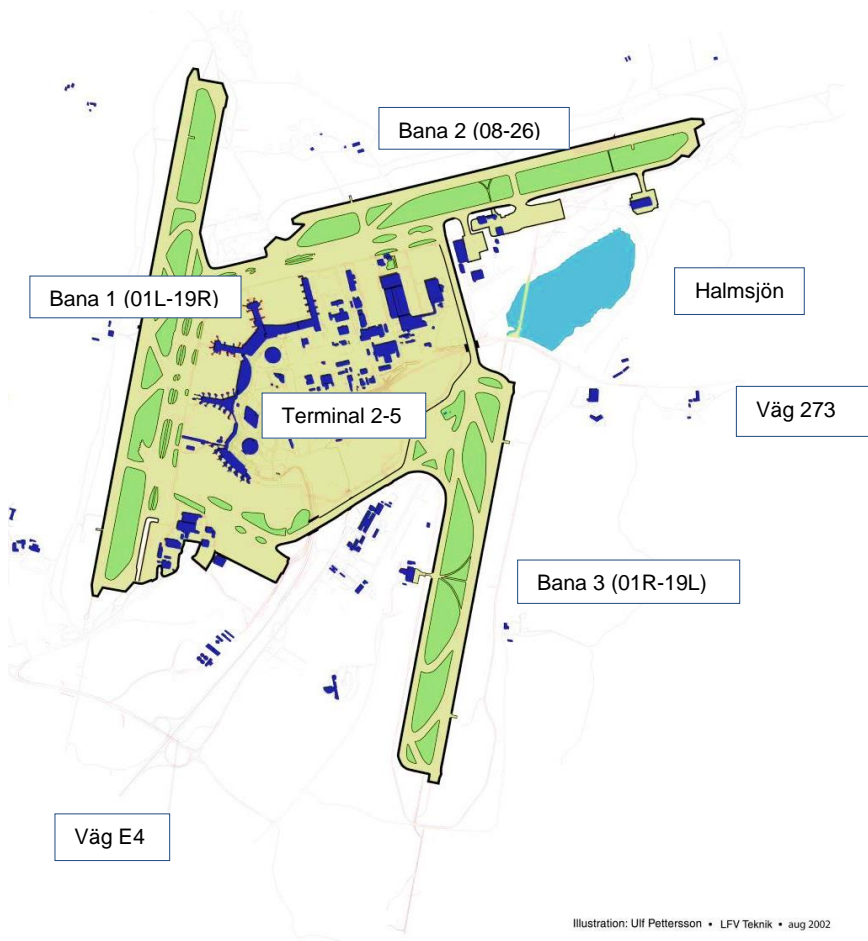 Bana 2 (08-26)
Bana 1 (01L-19R)
Halmsjön
Terminal 2-5
Väg 273
Bana 3 (01R-19L)
Väg E4
Illustration: Ulf Pettersson • LFV Teknik • aug 2002